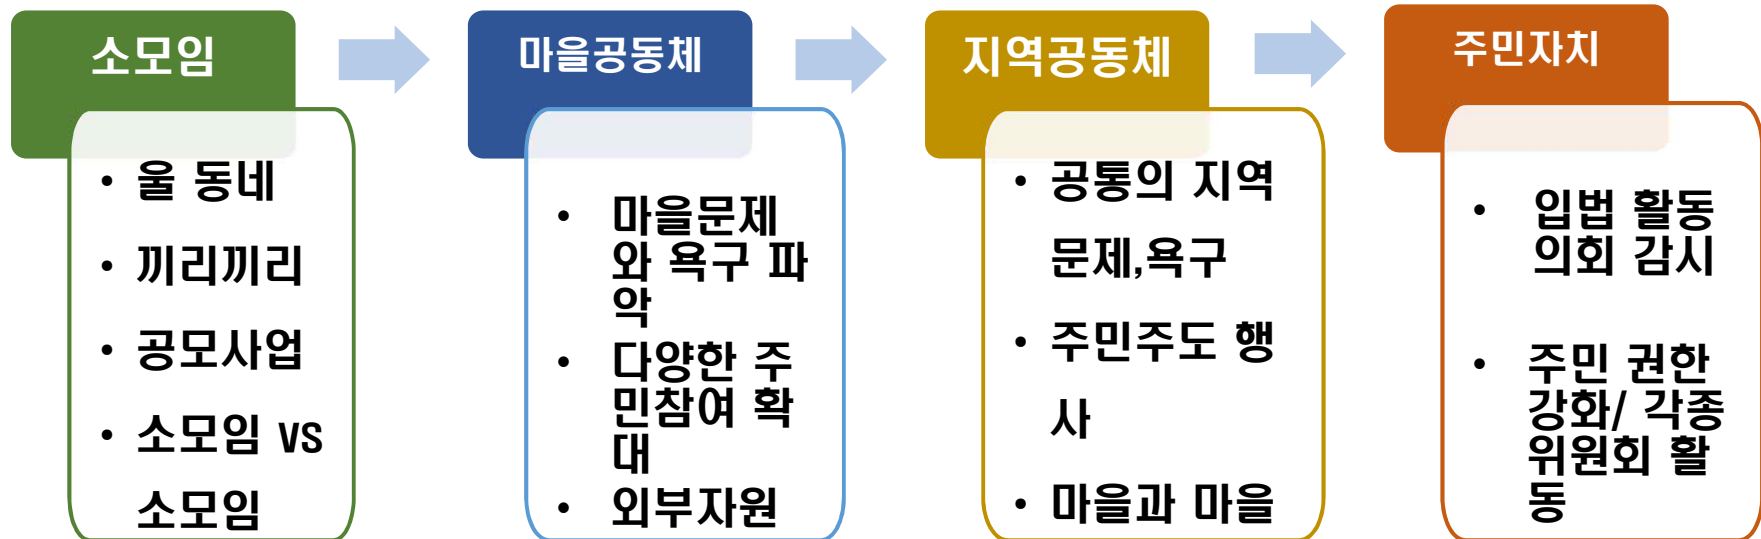 소모임
• 울 동네
• 끼리끼리
• 공모사업
• 소모임 VS
소모임
마을공동체
• 마을문제
와 욕구 파
악
• 다양한 주
민참여 확
대
• 외부자원
지역공동체
• 공통의 지역
문제,욕구
• 주민주도 행
사
• 마을과 마을
주민자치
• 입법 활동
의회 감시
• 주민 권한
강화/ 각종
위원회 활
동